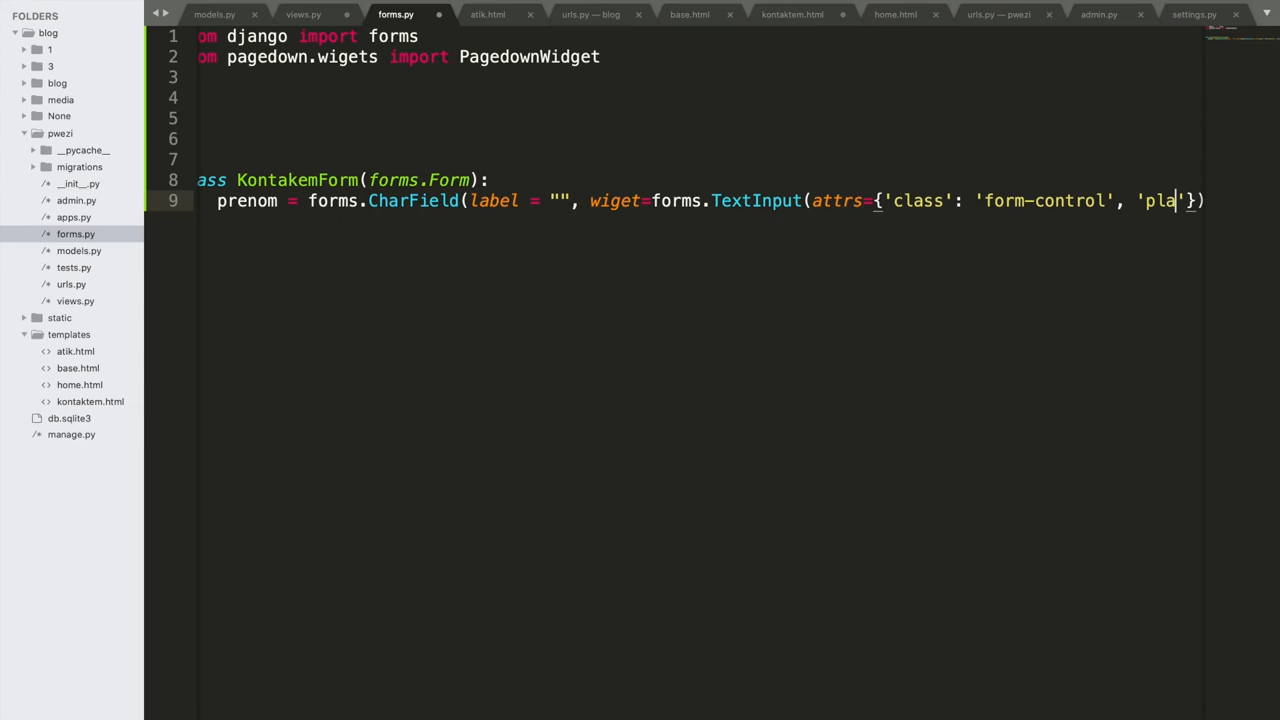 FOLDERS
blog
1
3
blog
media
None
pwezi
__pycache__
migrations
/* __init__.py
/* admin.py
/* apps.py
/* forms.py
/* models.py
/* tests.py
/* urls.py
/* views.py
static
templates
<> atik.html
<> base.html
<> home.html
<> kontaktem.html
db.sqlite3
/* manage.py
models.py × views.py forms.py atik.html × urls.py — blog × base.html × kontaktem.html home.html × urls.py — pwezi × admin.py × settings.py ×
1 om django import forms
2 om pagedown.wigets import PagedownWidget
3
4
5
6
7
8 ass KontakemForm(forms.Form):
9 prenom = forms.CharField(label = "", wiget=forms.TextInput(attrs={'class': 'form-control', 'pla'})